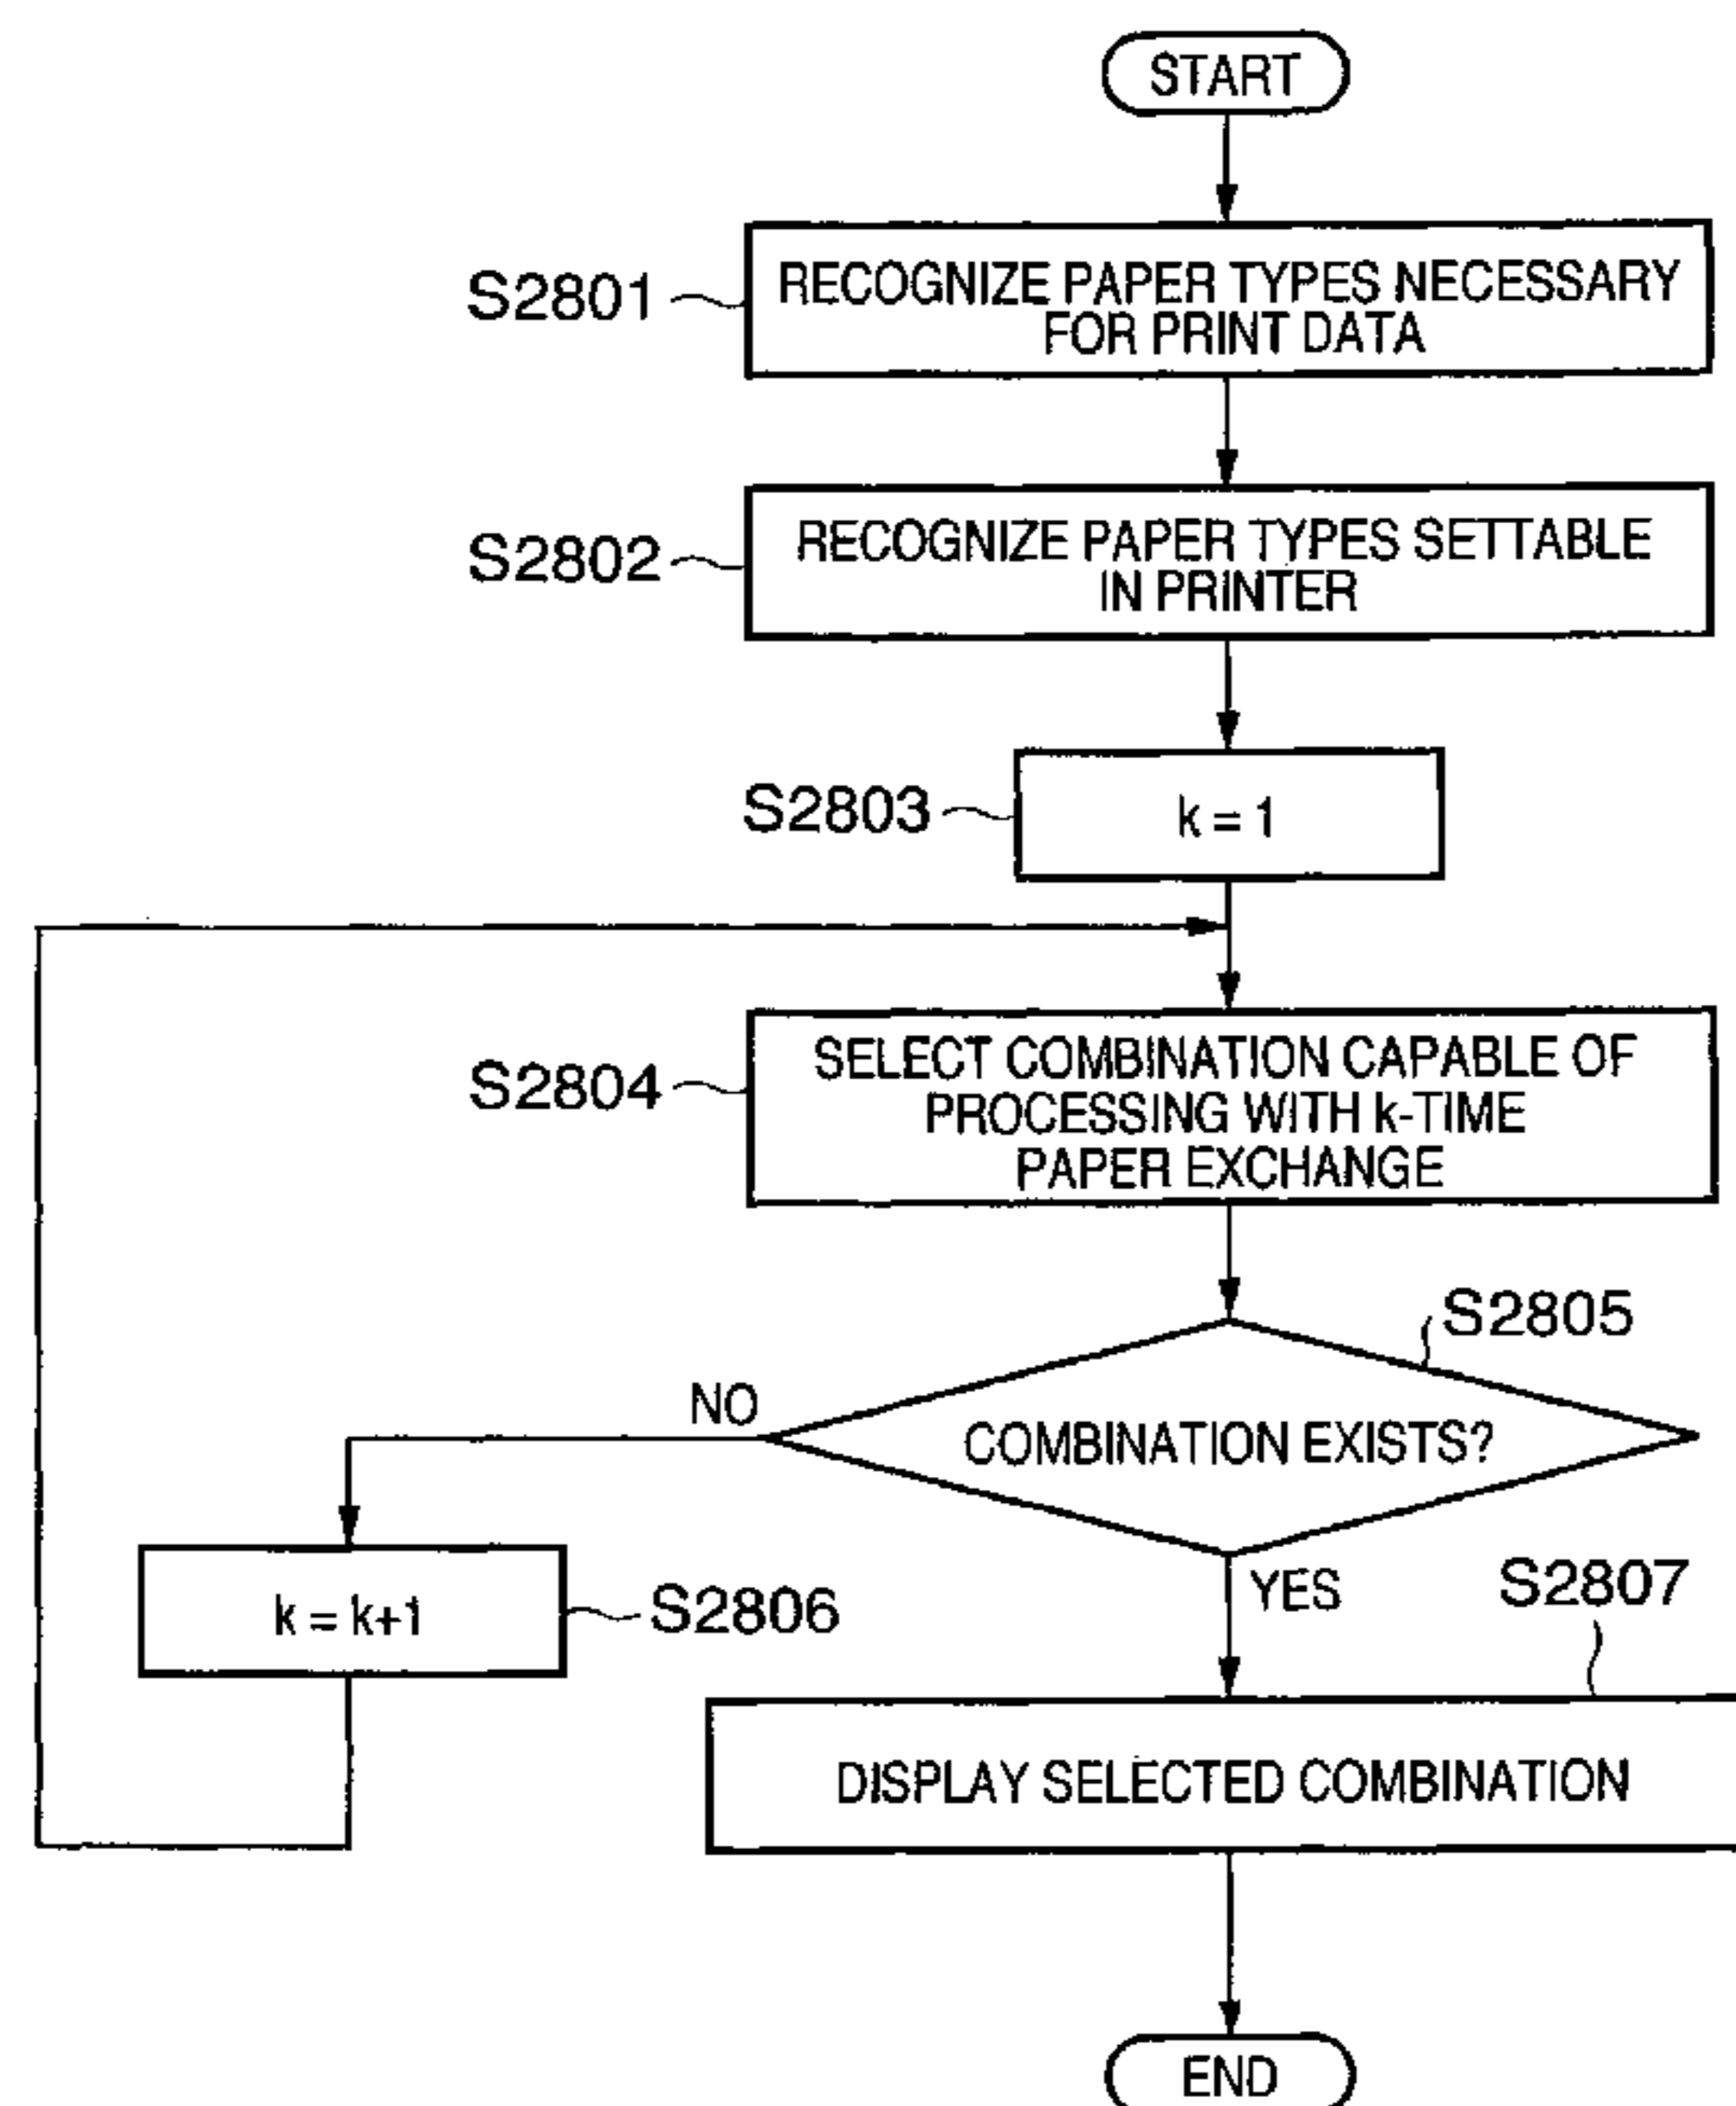 START
S2801
RECOGNIZE PAPER TYPES NECESSARY
FOR PRINT DATA
S2802
RECOGNIZE PAPER TYPES SETTABLE
IN PRINTER
S2803
k = 1
S2804
SELECT COMBINATION CAPABLE OF
PROCESSING WITH k-TIME
PAPER EXCHANGE
S2805
NO
COMBINATION EXISTS?
YES
k = k+1
S2806
S2807
DISPLAY SELECTED COMBINATION
END